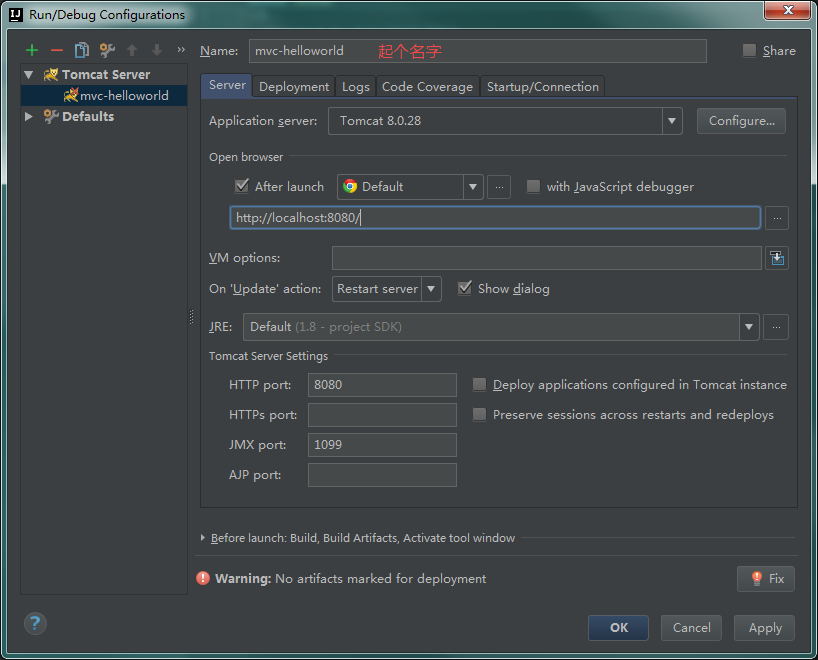 Run/Debug Configurations
Name: mvc-helloworld 起个名字 Share
Tomcat Server
mvc-helloworld
Defaults
Server Deployment Logs Code Coverage Startup/Connection
Application server: Tomcat 8.0.28 Configure...
Open browser
After launch Default ... with JavaScript debugger
http://localhost:8080/ ...
VM options:
On 'Update' action: Restart server Show dialog
JRE: Default (1.8 - project SDK) ...
Tomcat Server Settings
HTTP port: 8080 Deploy applications configured in Tomcat instance
HTTPs port: Preserve sessions across restarts and redeploys
JMX port: 1099
AJP port:
Before launch: Build, Build Artifacts, Activate tool window
Warning: No artifacts marked for deployment Fix
? OK Cancel Apply